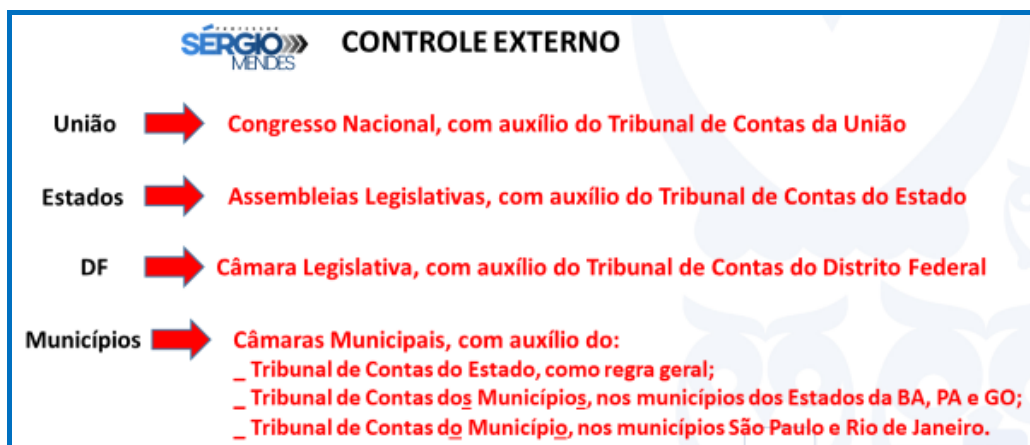 PROFESSOR
SÉRGIO MENDES
CONTROLE EXTERNO
União Congresso Nacional, com auxílio do Tribunal de Contas da União
Estados Assembleias Legislativas, com auxílio do Tribunal de Contas do Estado
DF Câmara Legislativa, com auxílio do Tribunal de Contas do Distrito Federal
Municípios Câmaras Municipais, com auxílio do:
_ Tribunal de Contas do Estado, como regra geral;
_ Tribunal de Contas dos Municípios, nos municípios dos Estados da BA, PA e GO;
_ Tribunal de Contas do Município, nos municípios São Paulo e Rio de Janeiro.